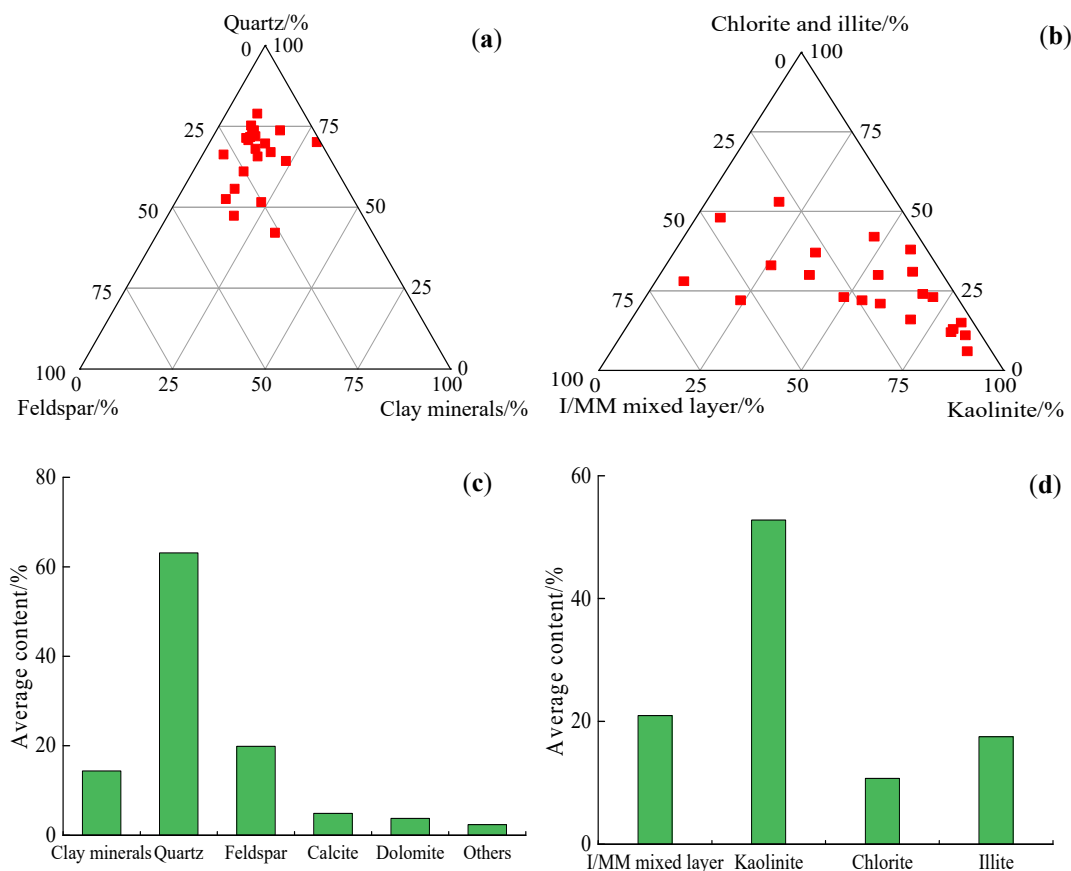 Quartz/%
(a)
0 100
25 75
50 50
75 25
100 0
0 25 50 75 100
Feldspar/% Clay minerals/%
Chlorite and illite/%
(b)
0 100
75
50 50
75 25
100 0
0 25 50 75 100
I/MM mixed layer/% Kaolinite/%
(c)
Average content/%
80
60
40
20
0
Clay minerals Quartz Feldspar Calcite Dolomite Others
(d)
Average content/%
60
40
20
0
I/MM mixed layer Kaolinite Chlorite Illite